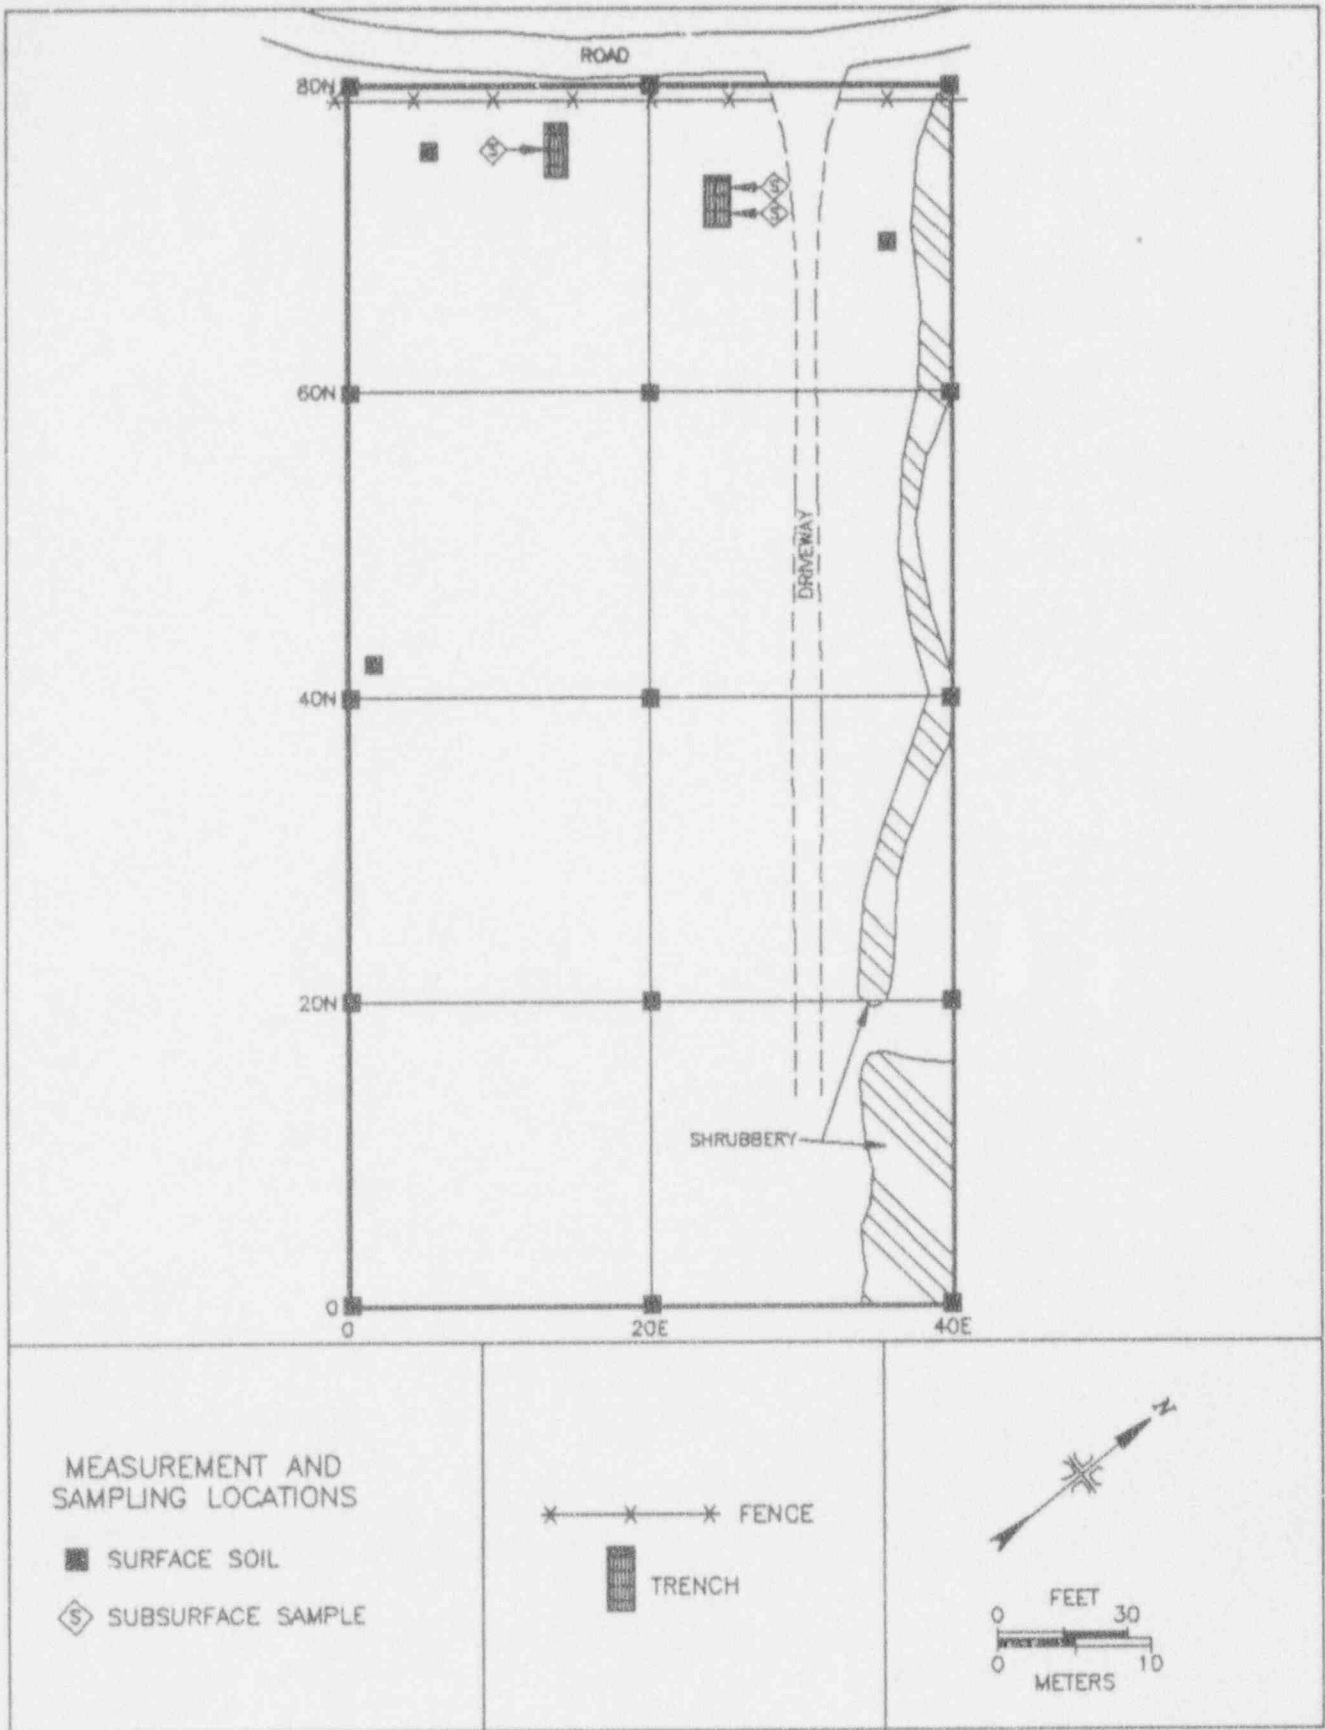 ROAD
80N
S
S
S
60N
DRIVEWAY
40N
20N
SHRUBBERY
0
0
20E
40E
MEASUREMENT AND
SAMPLING LOCATIONS
SURFACE SOIL
S SUBSURFACE SAMPLE
FENCE
TRENCH
N
FEET
0 30
0 10
METERS